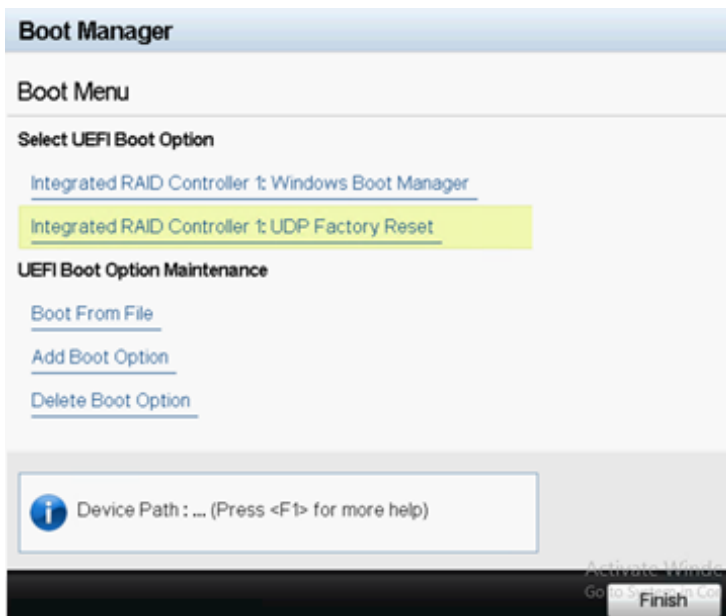 Boot Manager
Boot Menu
Select UEFI Boot Option
Integrated RAID Controller 1: Windows Boot Manager
Integrated RAID Controller 1: UDP Factory Reset
UEFI Boot Option Maintenance
Boot From File
Add Boot Option
Delete Boot Option
Device Path : ... (Press <F1> for more help)
Activate
Go to
Finish